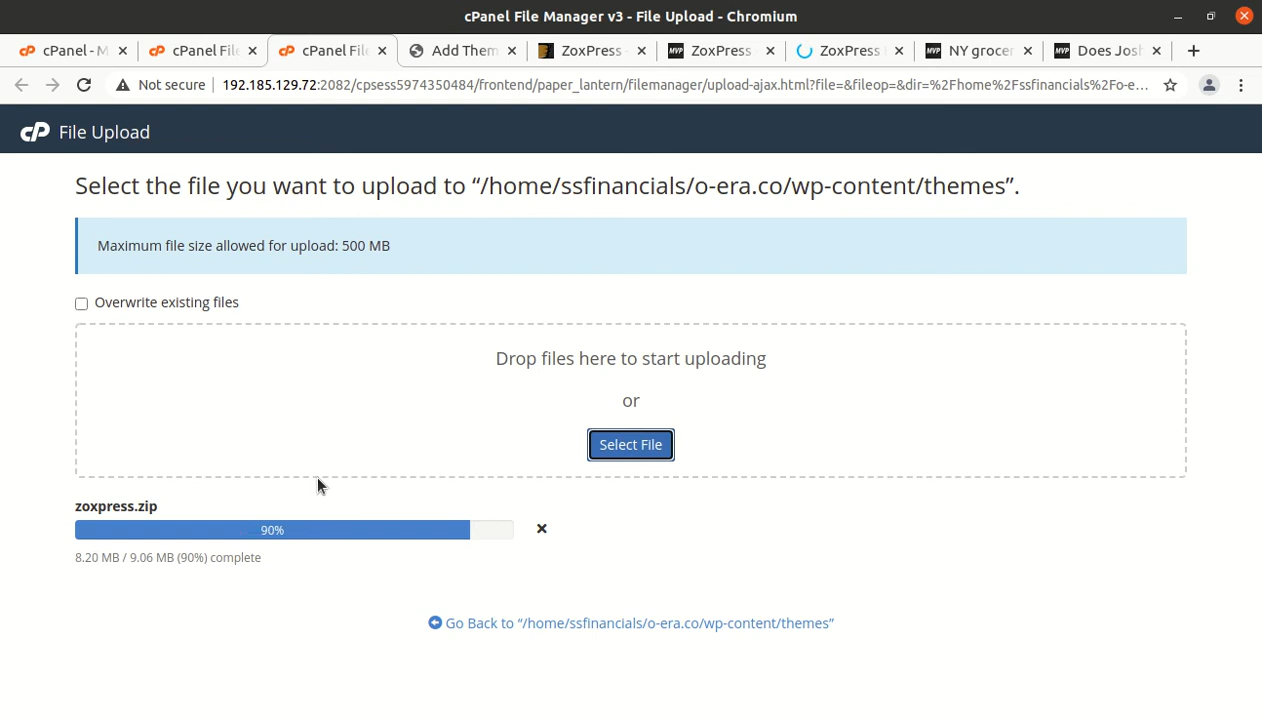 cPanel File Manager v3 - File Upload - Chromium
cPanel - M
cPanel File
cPanel File
Add Them
ZoxPress -
ZoxPress
ZoxPress
NY grocer
Does Josh
Not secure
192.185.129.72:2082/cpsess5974350484/frontend/paper_lantern/filemanager/upload-ajax.html?file=&fileop=&dir=%2Fhome%2Fssfinancials%2Fo-e...
cP File Upload
Select the file you want to upload to “/home/ssfinancials/o-era.co/wp-content/themes”.
Maximum file size allowed for upload: 500 MB
Overwrite existing files
Drop files here to start uploading
or
Select File
zoxpress.zip
90%
8.20 MB / 9.06 MB (90%) complete
Go Back to “/home/ssfinancials/o-era.co/wp-content/themes”